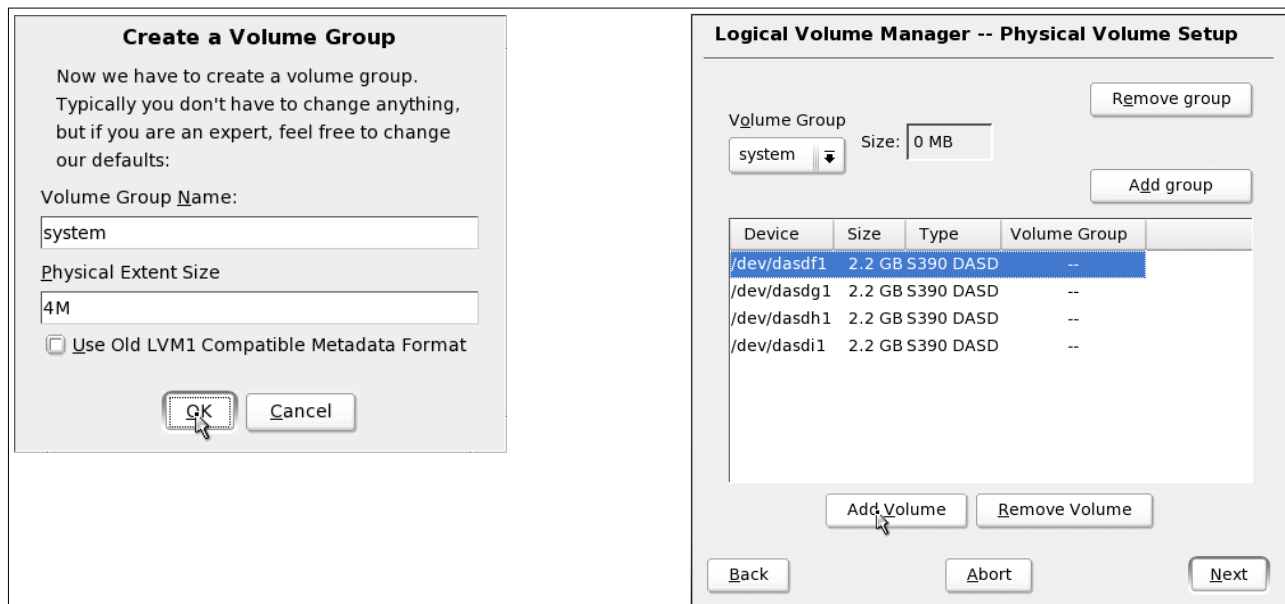 Create a Volume Group
Now we have to create a volume group.
Typically you don't have to change anything,
but if you are an expert, feel free to change
our defaults:
Volume Group Name:
system
Physical Extent Size
4M
Use Old LVM1 Compatible Metadata Format
OK Cancel
Logical Volume Manager -- Physical Volume Setup
Remove group
Volume Group
system Size: 0 MB
Add group
Device Size Type Volume Group
/dev/dasdf1 2.2 GB S390 DASD --
/dev/dasdg1 2.2 GB S390 DASD --
/dev/dasdh1 2.2 GB S390 DASD --
/dev/dasdi1 2.2 GB S390 DASD --
Add Volume Remove Volume
Back Abort Next